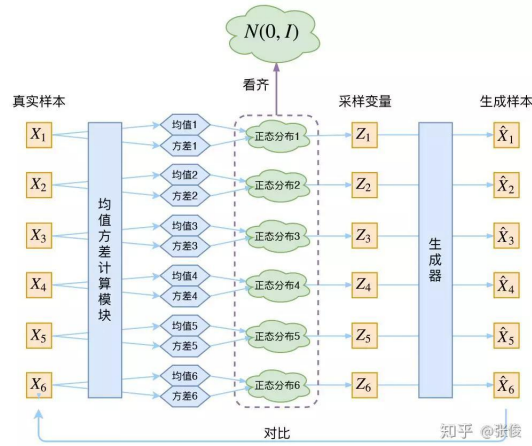 N(0, I)
看齐
真实样本
采样变量
生成样本
X₁
均值1
方差1
正态分布1
Z₁
X̂₁
X₂
均值2
方差2
正态分布2
Z₂
X̂₂
X₃
均值3
方差3
正态分布3
Z₃
X̂₃
X₄
均值4
方差4
正态分布4
Z₄
X̂₄
X₅
均值5
方差5
正态分布5
Z₅
X̂₅
X₆
均值6
方差6
正态分布6
Z₆
X̂₆
均值方差计算模块
生成器
对比
知乎 @张俊